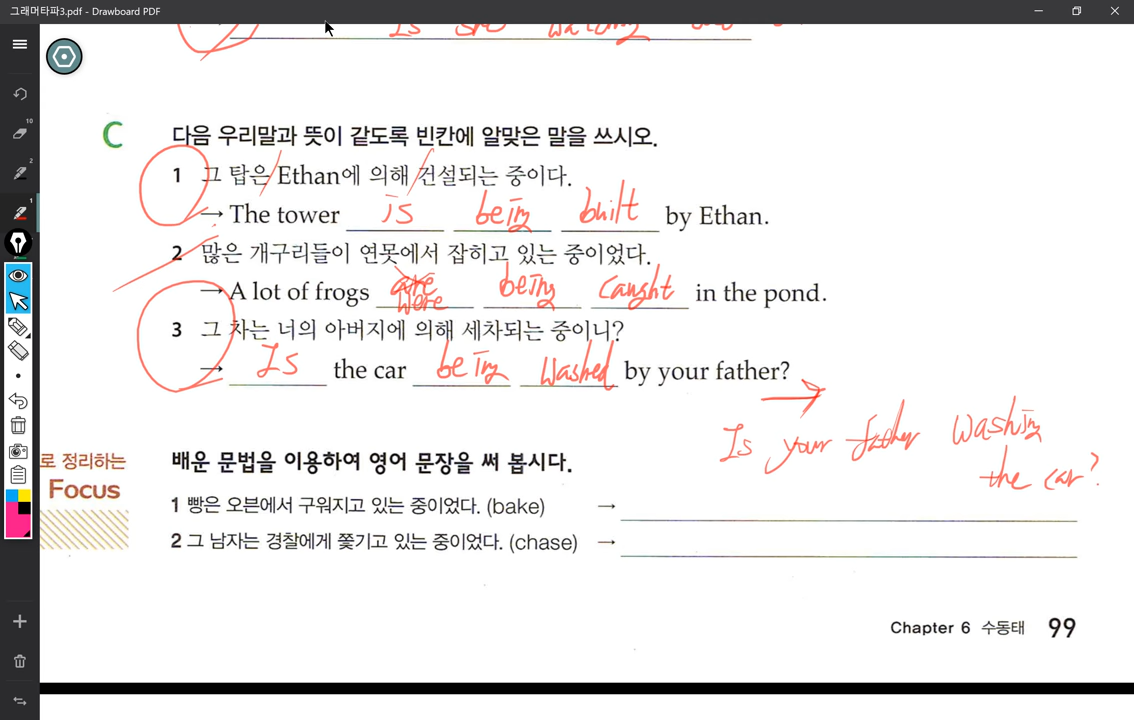 그래머타파3.pdf - Drawboard PDF
Is she watching
C
다음 우리말과 뜻이 같도록 빈칸에 알맞은 말을 쓰시오.
1 그 탑은 Ethan에 의해 건설되는 중이다.
→ The tower is being built by Ethan.
2 많은 개구리들이 연못에서 잡히고 있는 중이었다.
→ A lot of frogs are were being caught in the pond.
3 그 차는 너의 아버지에 의해 세차되는 중이니?
→ Is the car being washed by your father?
Is your father washing
the car?
로 정리하는
Focus
배운 문법을 이용하여 영어 문장을 써 봅시다.
1 빵은 오븐에서 구워지고 있는 중이었다. (bake) →
2 그 남자는 경찰에게 쫓기고 있는 중이었다. (chase) →
Chapter 6 수동태 99
10
2
1